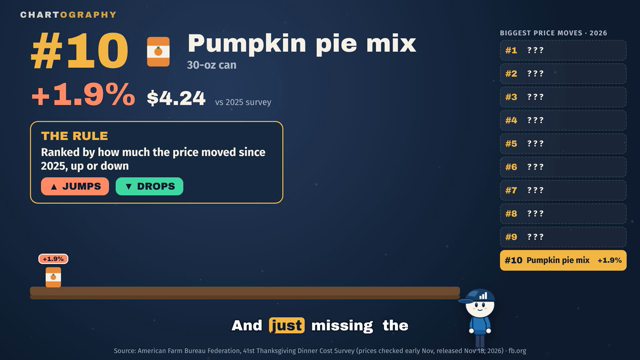 CHARTOGRAPHY
#10 Pumpkin pie mix
30-oz can
+1.9% $4.24 vs 2025 survey
THE RULE
Ranked by how much the price moved since
2025, up or down
▲ JUMPS ▼ DROPS
BIGGEST PRICE MOVES · 2026
#1 ???
#2 ???
#3 ???
#4 ???
#5 ???
#6 ???
#7 ???
#8 ???
#9 ???
#10 Pumpkin pie mix +1.9%
+1.9%
And just missing the
Source: American Farm Bureau Federation, 41st Thanksgiving Dinner Cost Survey (prices checked early Nov, released Nov 18, 2026) · fb.org